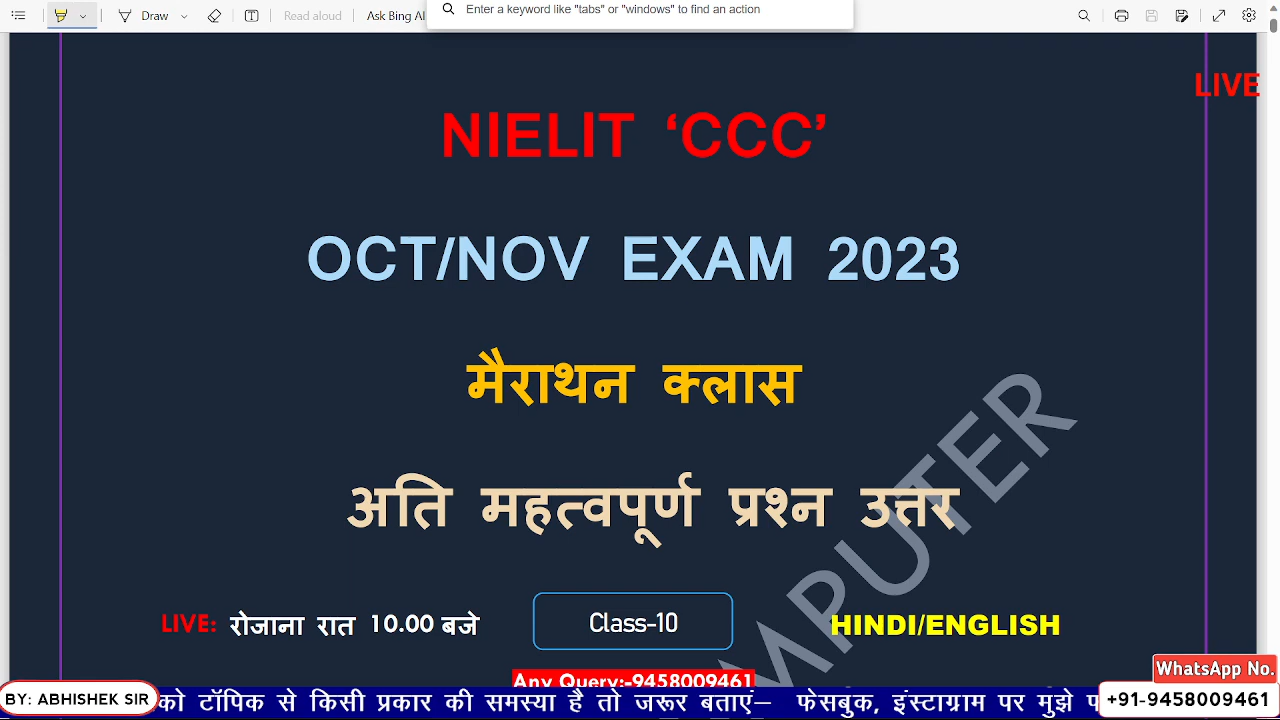 Draw
Read aloud
Ask Bing AI
Enter a keyword like "tabs" or "windows" to find an action
LIVE
NIELIT ‘CCC’
OCT/NOV EXAM 2023
मैराथन क्लास
अति महत्वपूर्ण प्रश्न उत्तर
LIVE: रोजाना रात 10.00 बजे
Class-10
HINDI/ENGLISH
Any Query:-9458009461
WhatsApp No.
BY: ABHISHEK SIR
को टॉपिक से किसी प्रकार की समस्या है तो जरूर बताएं– फेसबुक, इंस्टाग्राम पर मुझे
+91-9458009461